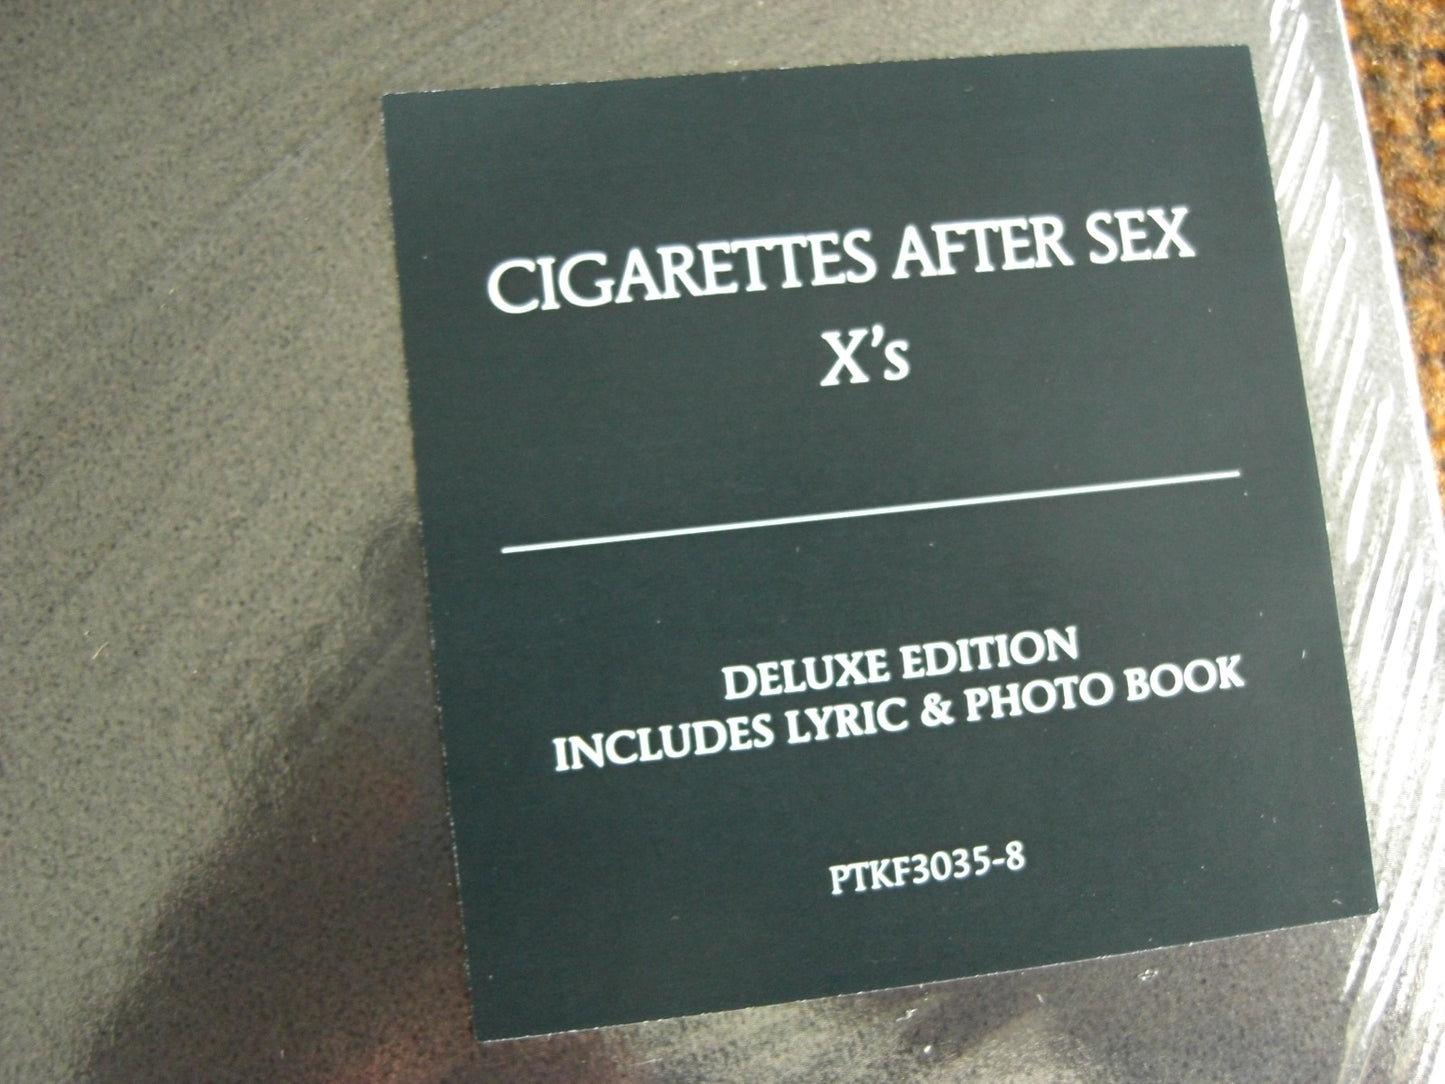 CIGARETTES AFTER SEX
X's
DELUXE EDITION
INCLUDES LYRIC & PHOTO BOOK
PTKF3035-8